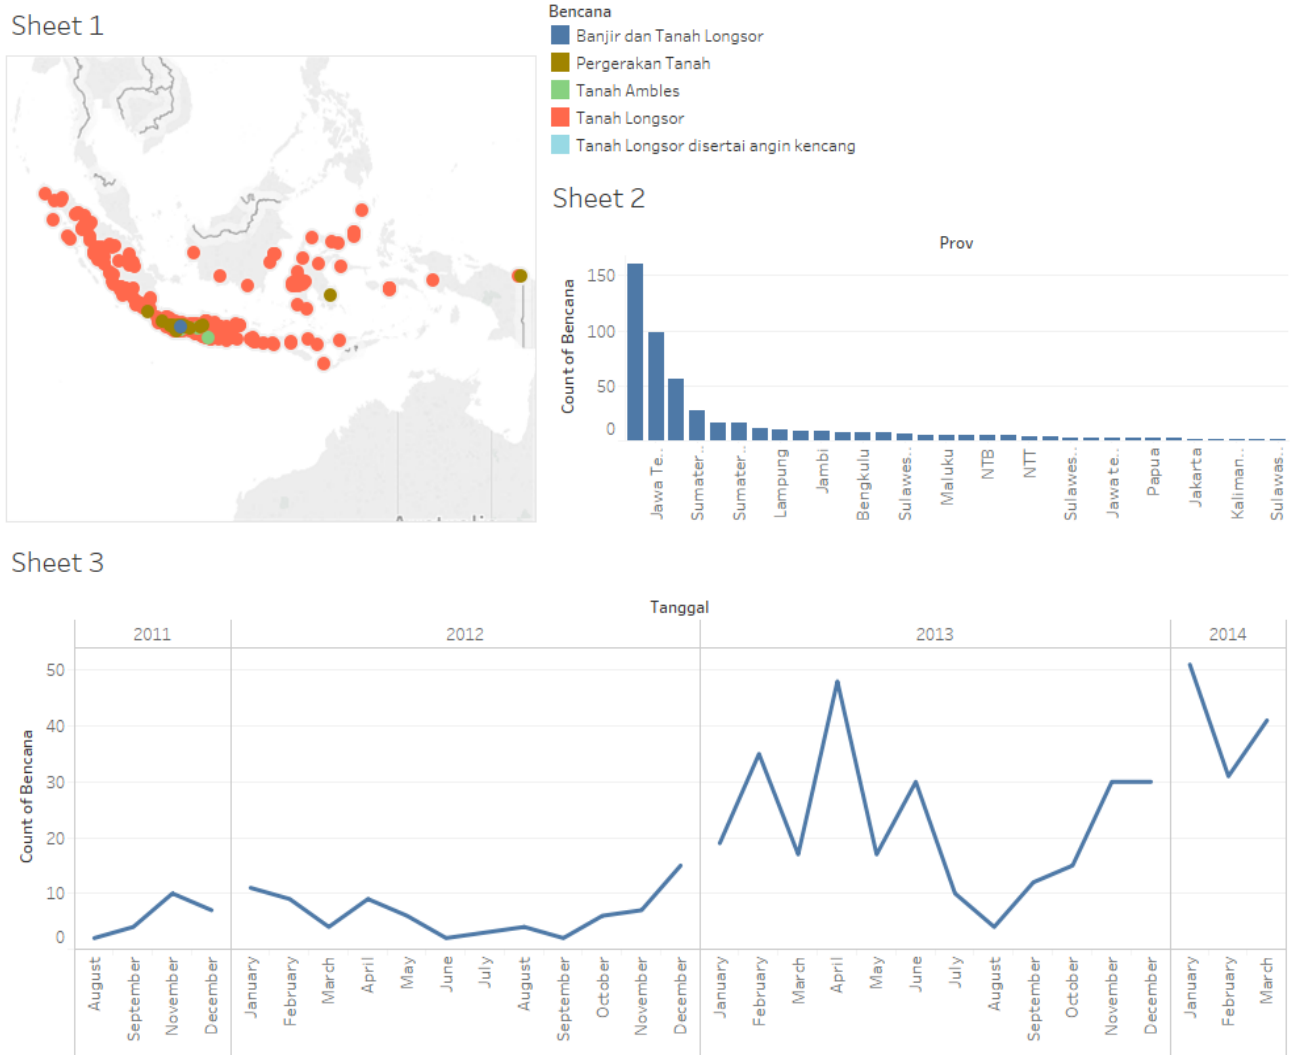 Sheet 1
Bencana
Banjir dan Tanah Longsor
Pergerakan Tanah
Tanah Ambles
Tanah Longsor
Tanah Longsor disertai angin kencang
Sheet 2
Prov
Count of Bencana
150
100
50
0
Jawa Te..
Sumater..
Sumater..
Lampung
Jambi
Bengkulu
Sulawes..
Maluku
NTB
NTT
Sulawes..
Jawa te..
Papua
Jakarta
Kaliman..
Sulawas..
Sheet 3
Tanggal
2011
2012
2013
2014
Count of Bencana
50
40
30
20
10
0
August
September
November
December
January
February
March
April
May
June
July
August
September
October
November
December
January
February
March
April
May
June
July
August
September
October
November
December
January
February
March